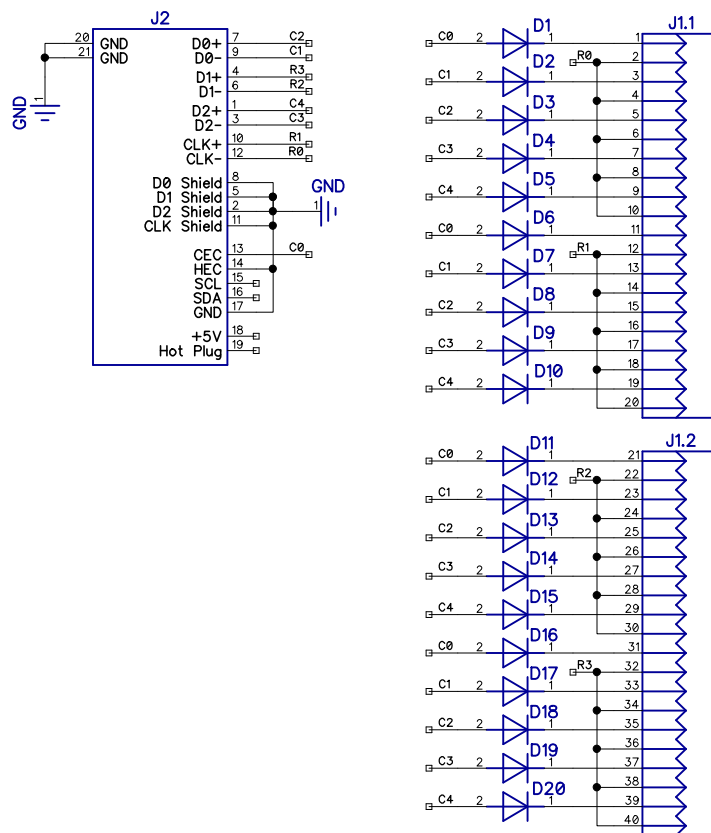 J2
20 GND
21 GND
1
GND
D0+ 7 C2
D0- 9 C1
D1+ 4 R3
D1- 6 R2
D2+ 1 C4
D2- 3 C3
CLK+ 10 R1
CLK- 12 R0
D0 Shield 8
D1 Shield 5
D2 Shield 2
CLK Shield 11
1 GND
CEC 13 C0
HEC 14
SCL 15
SDA 16
GND 17
+5V 18
Hot Plug 19
J1.1
C0 2 D1 1 1
R0 2
C1 2 D2 1 3
4
C2 2 D3 1 5
6
C3 2 D4 1 7
8
C4 2 D5 1 9
10
C0 2 D6 1 11
R1 12
C1 2 D7 1 13
14
C2 2 D8 1 15
16
C3 2 D9 1 17
18
C4 2 D10 1 19
20
J1.2
C0 2 D11 1 21
R2 22
C1 2 D12 1 23
24
C2 2 D13 1 25
26
C3 2 D14 1 27
28
C4 2 D15 1 29
30
C0 2 D16 1 31
R3 32
C1 2 D17 1 33
34
C2 2 D18 1 35
36
C3 2 D19 1 37
38
C4 2 D20 1 39
40